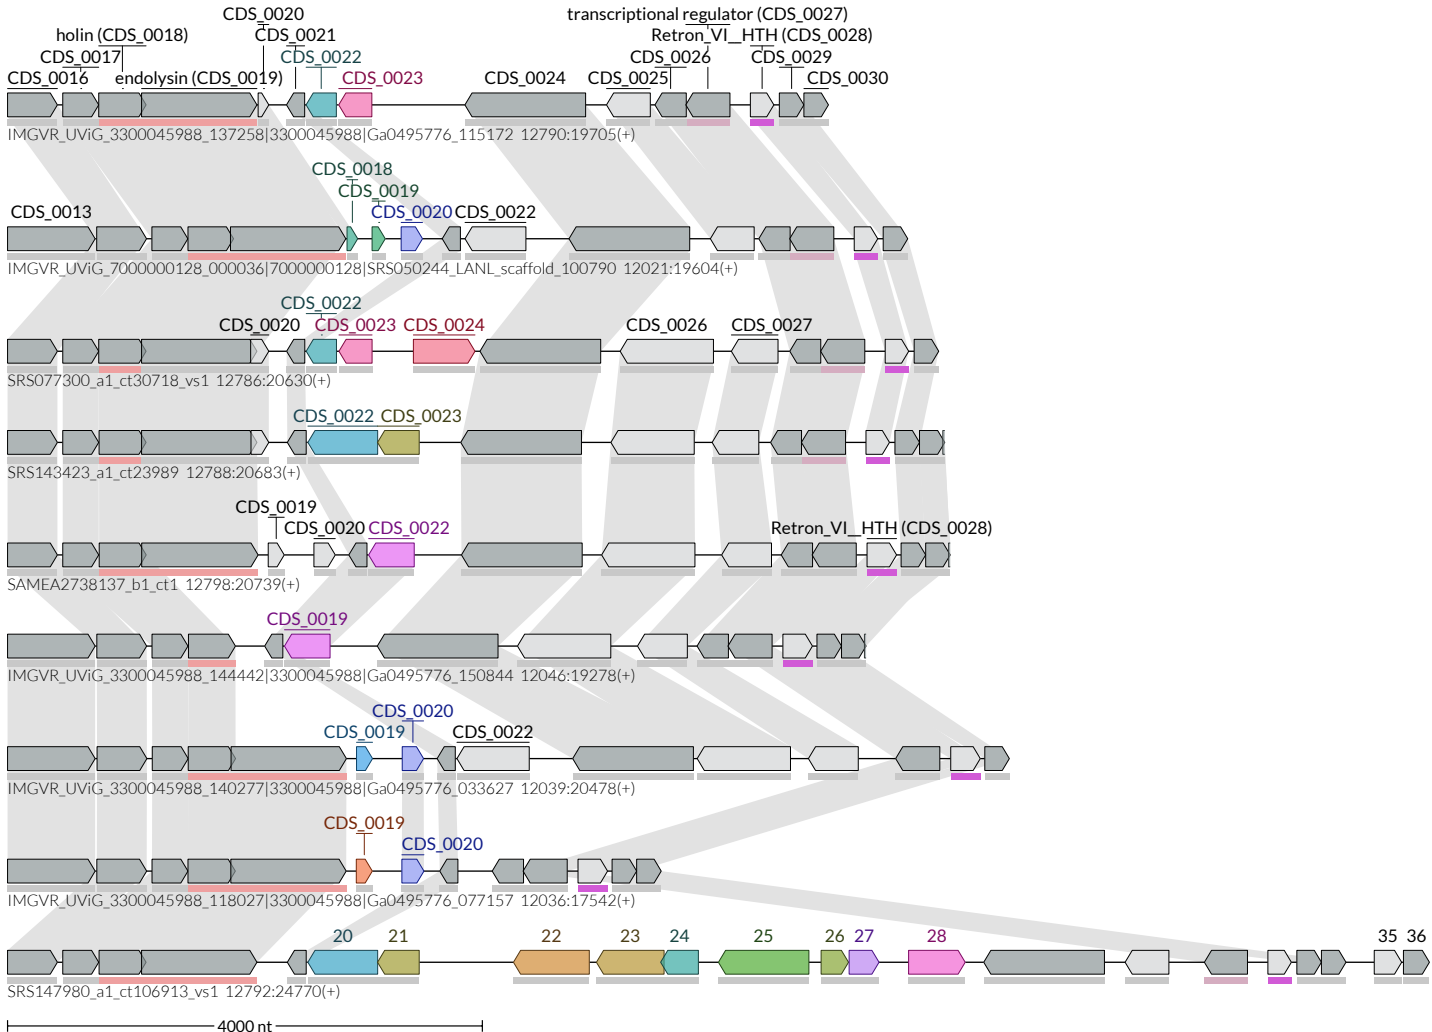 CDS_0020
transcriptional regulator (CDS_0027)
holin (CDS_0018)
CDS_0021
Retron_VI__HTH (CDS_0028)
CDS_0017
CDS_0022
CDS_0026
CDS_0029
CDS_0016
endolysin (CDS_0019)
CDS_0023
CDS_0024
CDS_0025
CDS_0030
IMGVR_UViG_3300045988_137258|3300045988|Ga0495776_115172 12790:19705(+)
CDS_0018
CDS_0019
CDS_0013
CDS_0020
CDS_0022
IMGVR_UViG_7000000128_000036|7000000128|SRS050244_LANL_scaffold_100790 12021:19604(+)
CDS_0022
CDS_0020
CDS_0023
CDS_0024
CDS_0026
CDS_0027
SRS077300_a1_ct30718_vs1 12786:20630(+)
CDS_0022
CDS_0023
SRS143423_a1_ct23989 12788:20683(+)
CDS_0019
CDS_0020
CDS_0022
Retron_VI__HTH (CDS_0028)
SAMEA2738137_b1_ct1 12798:20739(+)
CDS_0019
IMGVR_UViG_3300045988_144442|3300045988|Ga0495776_150844 12046:19278(+)
CDS_0020
CDS_0019
CDS_0022
IMGVR_UViG_3300045988_140277|3300045988|Ga0495776_033627 12039:20478(+)
CDS_0019
CDS_0020
IMGVR_UViG_3300045988_118027|3300045988|Ga0495776_077157 12036:17542(+)
20 21 22 23 24 25 26 27 28 35 36
SRS147980_a1_ct106913_vs1 12792:24770(+)
4000 nt